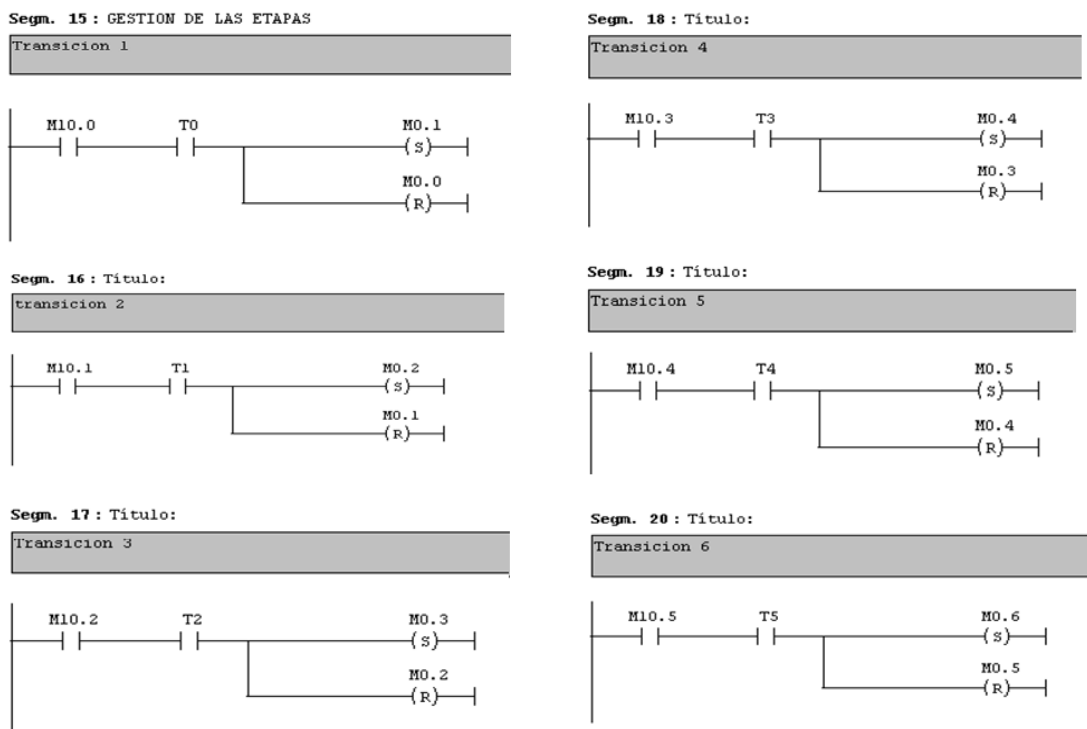 Segm. 15 : GESTION DE LAS ETAPAS
Transicion 1
M10.0 T0 M0.1
(S)
M0.0
(R)
Segm. 16 : Título:
transicion 2
M10.1 T1 M0.2
(S)
M0.1
(R)
Segm. 17 : Título:
Transicion 3
M10.2 T2 M0.3
(S)
M0.2
(R)
Segm. 18 : Título:
Transicion 4
M10.3 T3 M0.4
(S)
M0.3
(R)
Segm. 19 : Título:
Transicion 5
M10.4 T4 M0.5
(S)
M0.4
(R)
Segm. 20 : Título:
Transicion 6
M10.5 T5 M0.6
(S)
M0.5
(R)